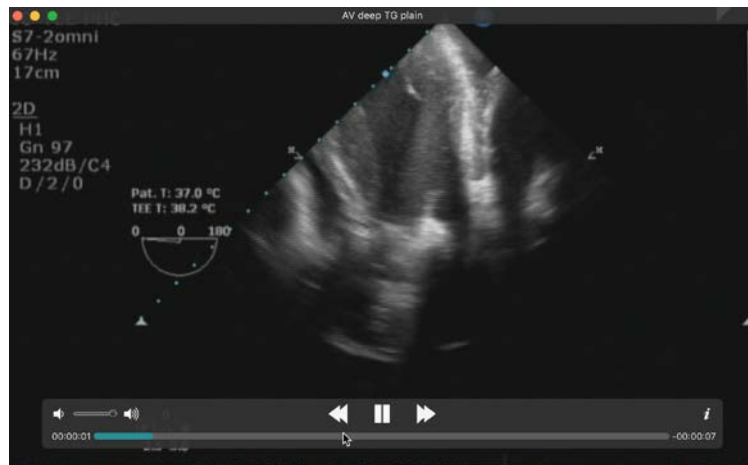 AV deep TG plain
S7-2omni
67Hz
17cm
2D
H1
Gn 97
232dB/C4
D/2/0
Pat. T: 37.0 °C
TEE T: 38.2 °C
0 0 180
i
00:00:01 -00:00:07